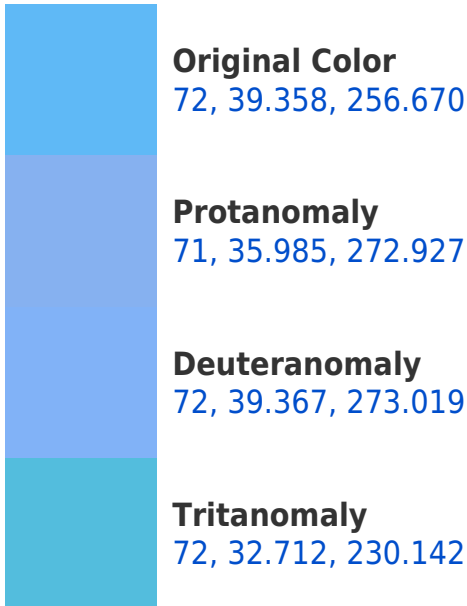 Original Color
72, 39.358, 256.670
Protanomaly
71, 35.985, 272.927
Deuteranomaly
72, 39.367, 273.019
Tritanomaly
72, 32.712, 230.142